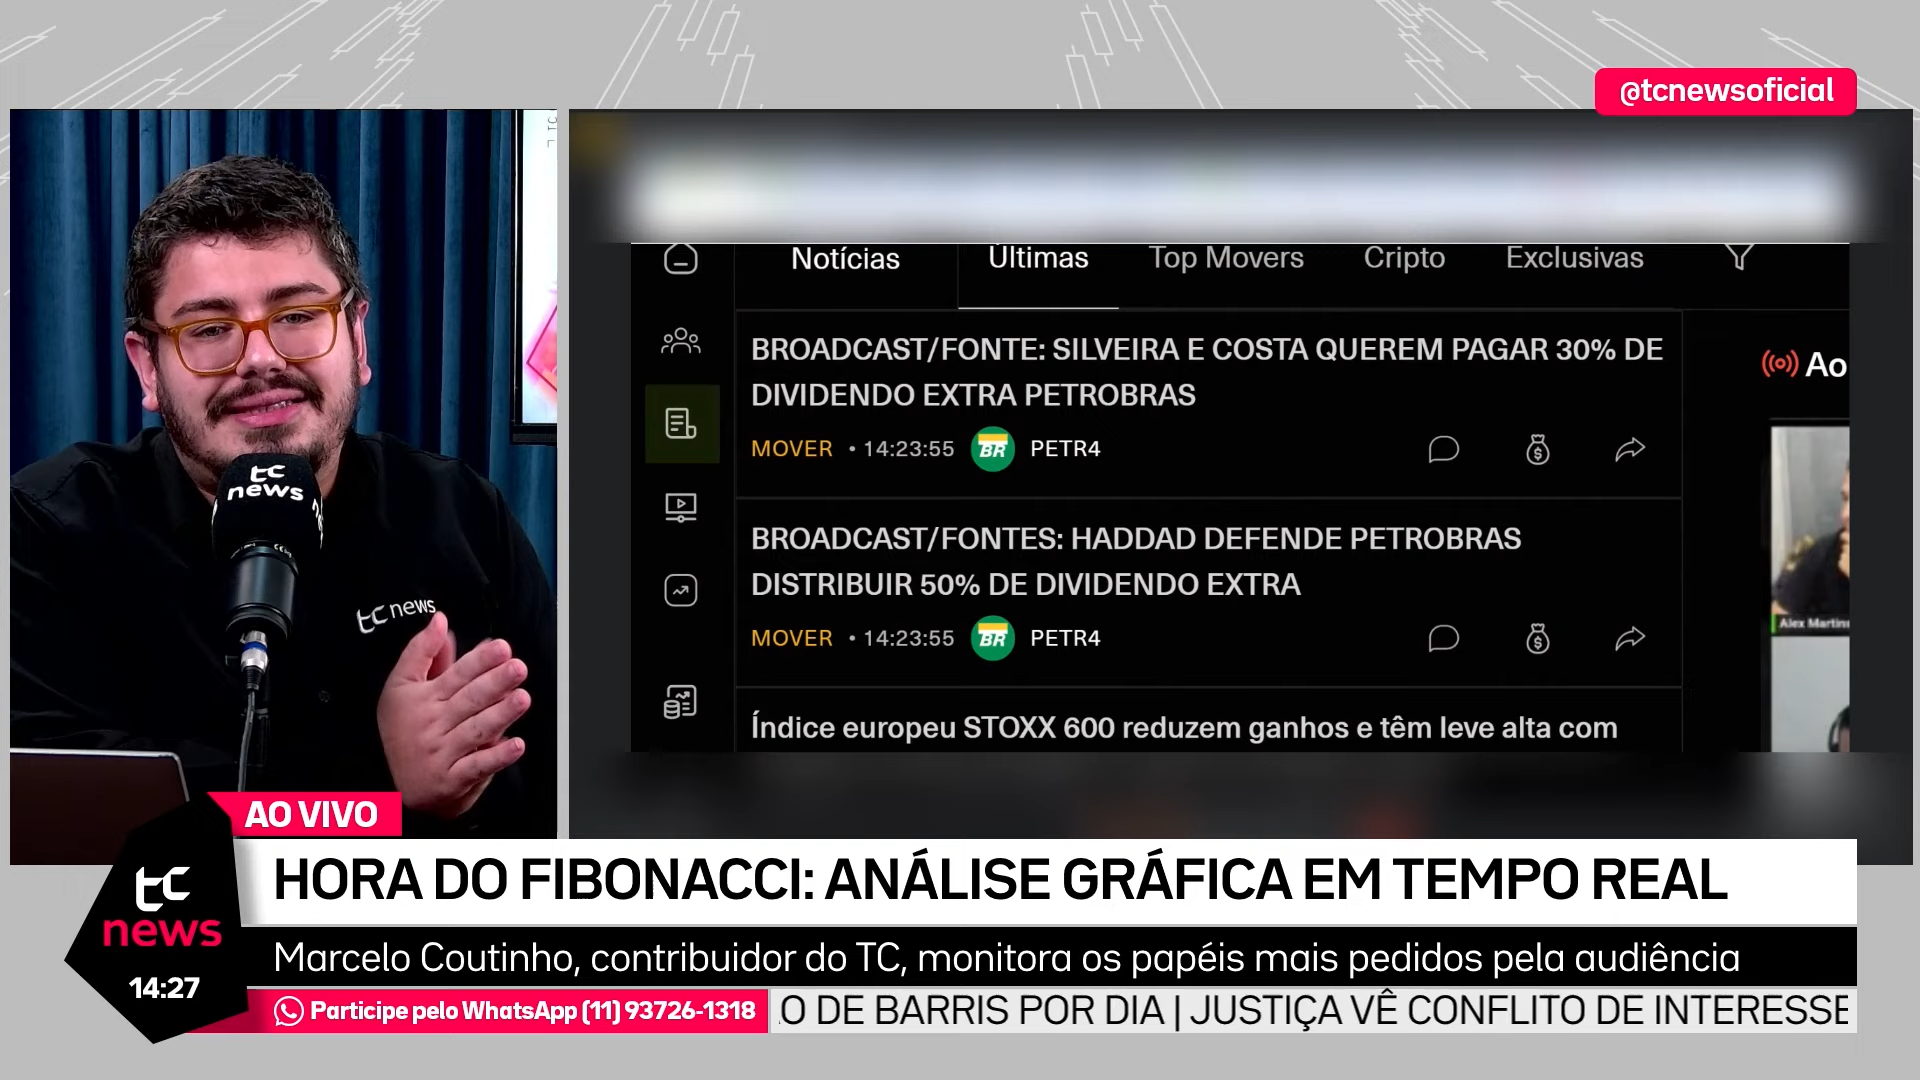 @tcnewsoficial
Notícias Últimas Top Movers Cripto Exclusivas
BROADCAST/FONTE: SILVEIRA E COSTA QUEREM PAGAR 30% DE
DIVIDENDO EXTRA PETROBRAS
MOVER • 14:23:55 BR PETR4
Ao
BROADCAST/FONTES: HADDAD DEFENDE PETROBRAS
DISTRIBUIR 50% DE DIVIDENDO EXTRA
MOVER • 14:23:55 BR PETR4
Alex Martins
Índice europeu STOXX 600 reduzem ganhos e têm leve alta com
tc
news
tc news
AO VIVO
HORA DO FIBONACCI: ANÁLISE GRÁFICA EM TEMPO REAL
Marcelo Coutinho, contribuidor do TC, monitora os papéis mais pedidos pela audiência
tc
news
14:27
Participe pelo WhatsApp (11) 93726-1318
O DE BARRIS POR DIA | JUSTIÇA VÊ CONFLITO DE INTERESSE